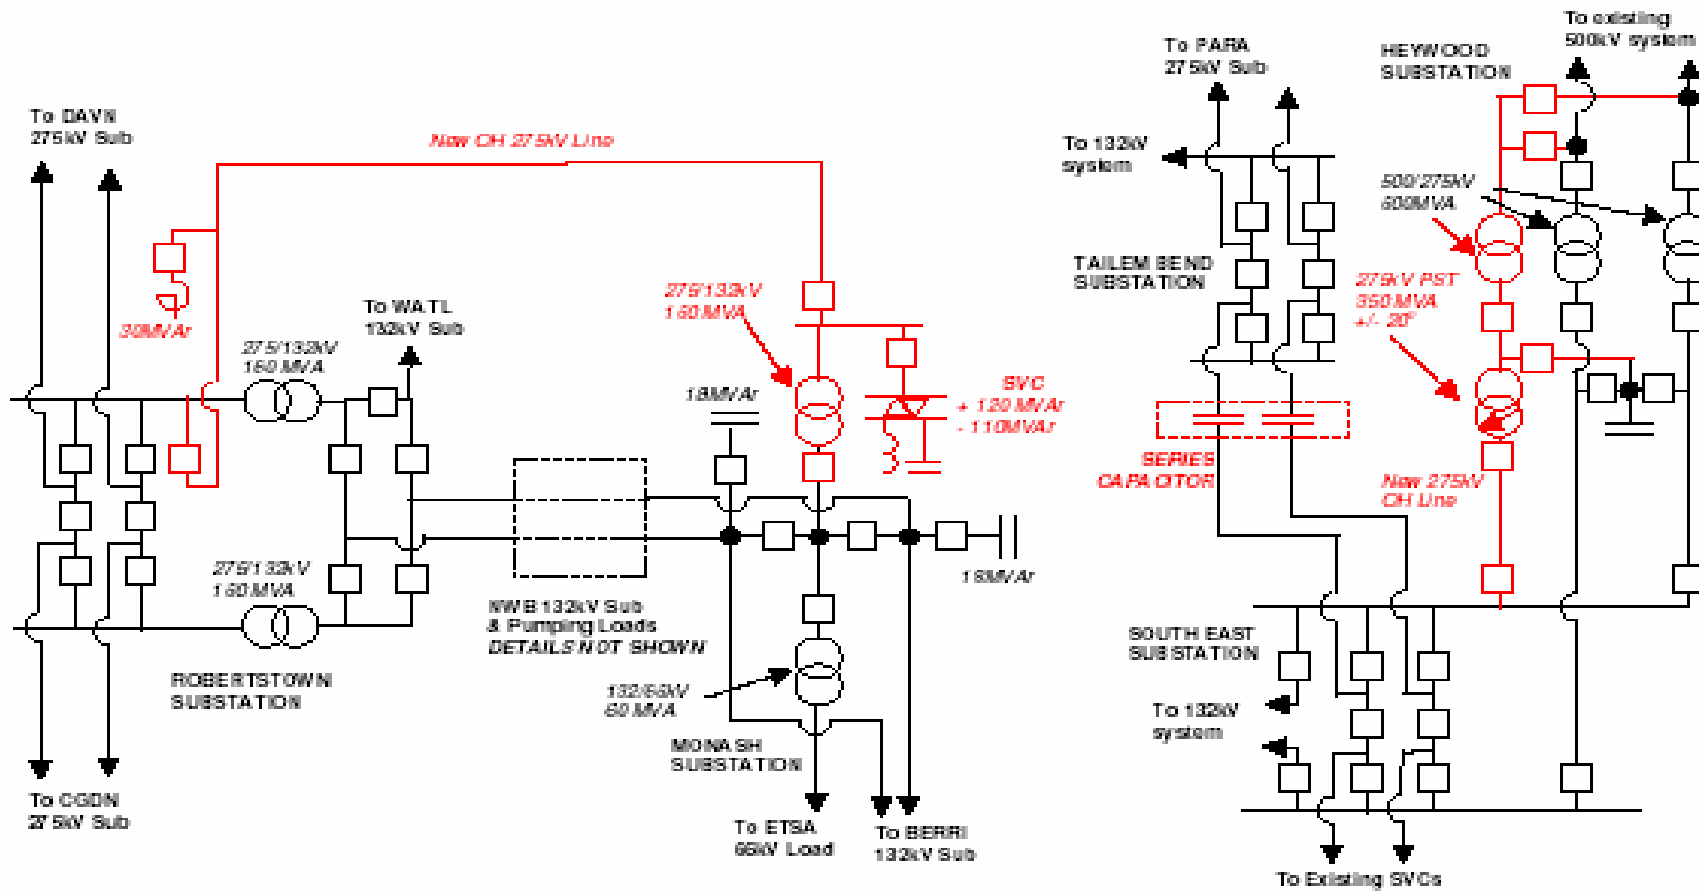 To DAVN
275kV Sub
New OH 275kV Line
30MVAr
275/132kV
160 MVA
To WATL
132kV Sub
275/132kV
160 MVA
18MVAr
SVC
+ 120 MVAr
- 110MVAr
275/132kV
160 MVA
ROBERTSTOWN
SUBSTATION
NWB 132kV Sub
& Pumping Loads
DETAILS NOT SHOWN
132/66kV
60 MVA
MONASH
SUBSTATION
To CGDN
275kV Sub
To ETSA
66kV Load
To BERRI
132kV Sub
To PARA
275kV Sub
To 132kV
system
TAILEM BEND
SUBSTATION
HEYWOOD
SUBSTATION
To existing
500kV system
500/275kV
600MVA
275kV PST
350 MVA
+/- 20°
SERIES
CAPACITOR
New 275kV
OH Line
SOUTH EAST
SUBSTATION
To 132kV
system
To Existing SVCs